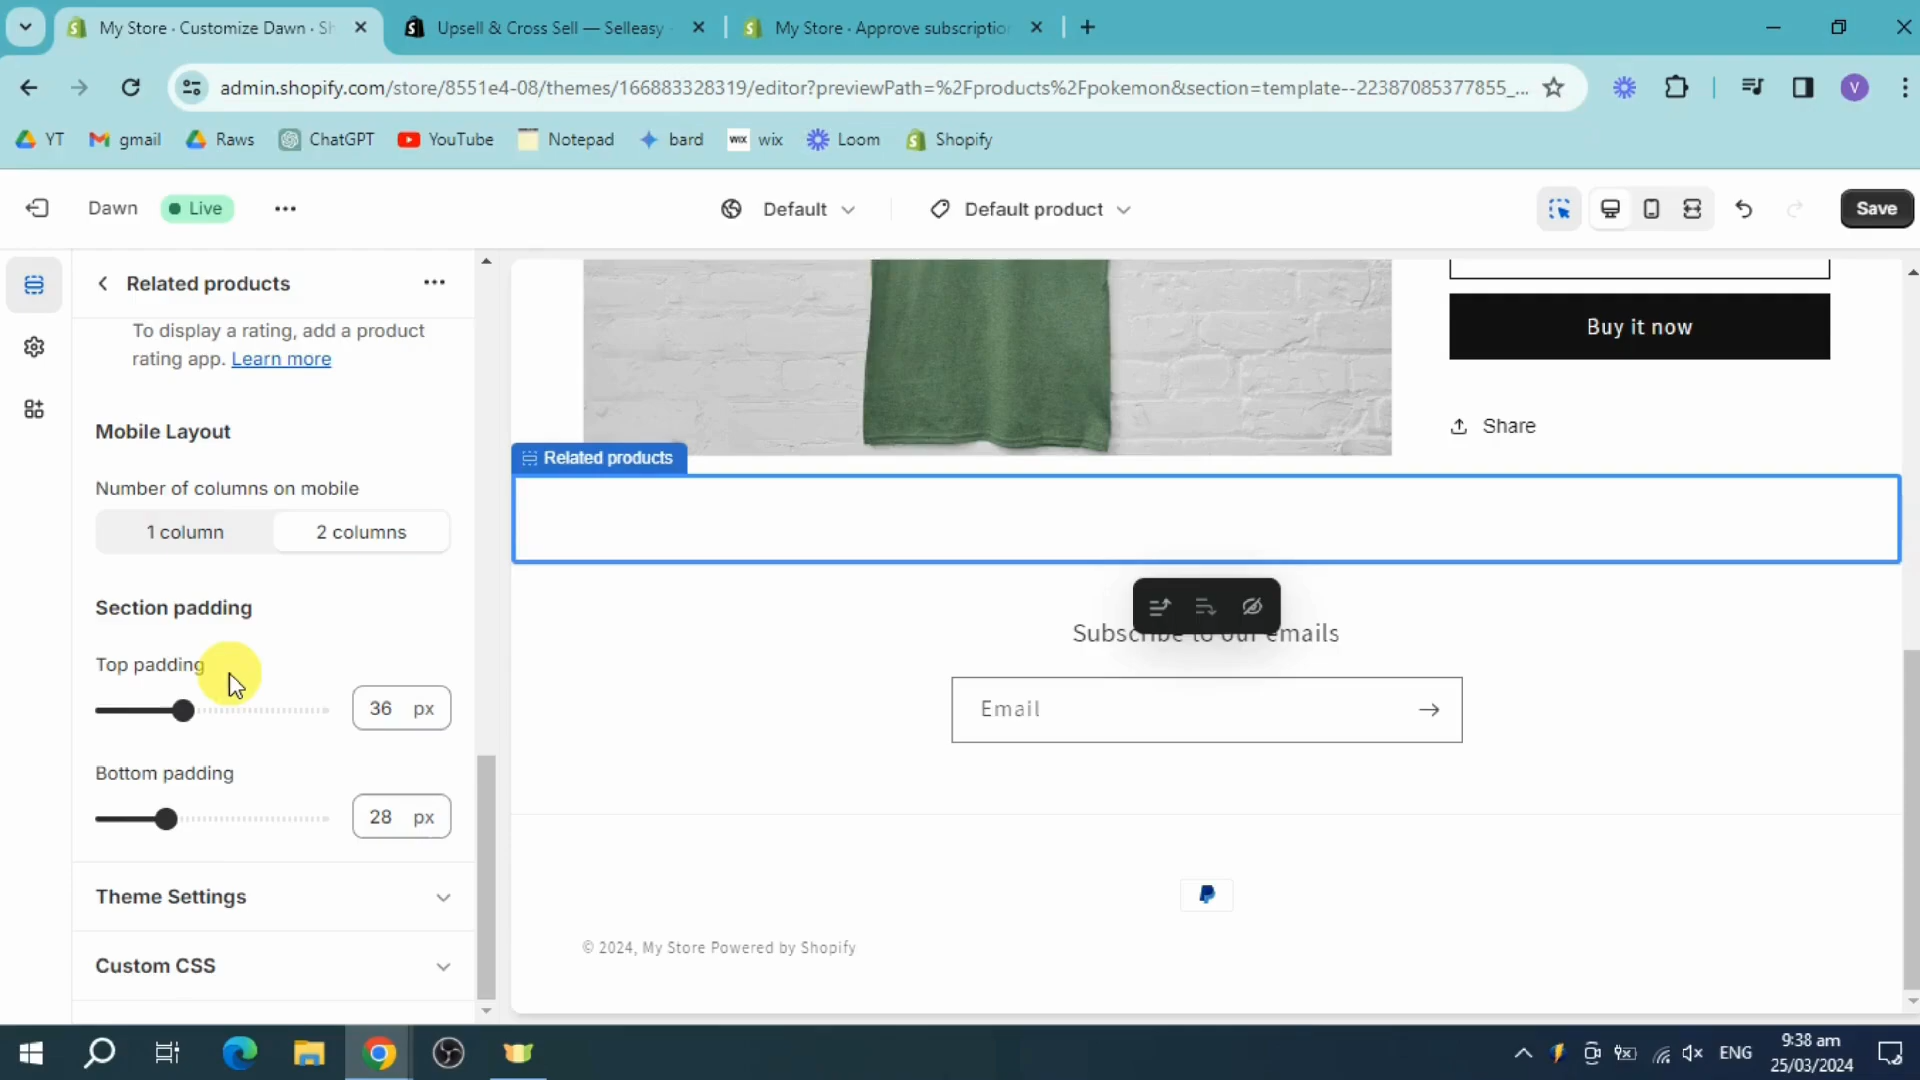 My Store · Customize Dawn · Sh
Upsell & Cross Sell — Selleasy
My Store · Approve subscriptio
admin.shopify.com/store/8551e4-08/themes/166883328319/editor?previewPath=%2Fproducts%2Fpokemon&section=template--22387085377855_...
V
YT
gmail
Raws
ChatGPT
YouTube
Notepad
bard
WIX
wix
Loom
Shopify
Dawn
Live
Default
Default product
Save
Related products
To display a rating, add a product
rating app. Learn more
Mobile Layout
Number of columns on mobile
1 column
2 columns
Section padding
Top padding
36 px
Bottom padding
28 px
Theme Settings
Custom CSS
Buy it now
Share
Related products
Subscribe to our emails
Email
© 2024, My Store Powered by Shopify
ENG
9:38 am
25/03/2024